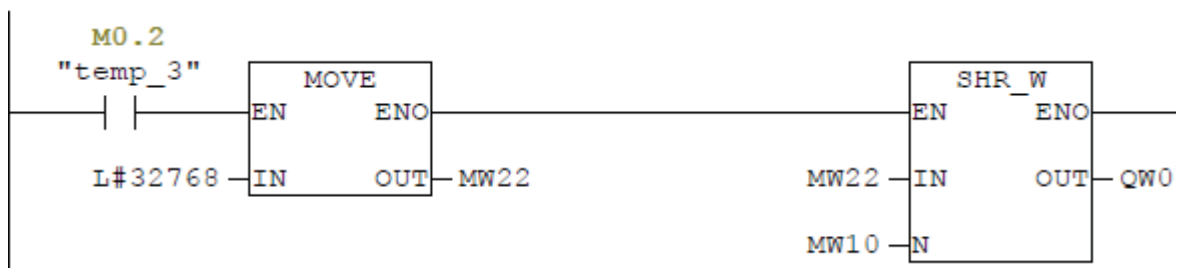 M0.2
"temp_3"
MOVE
SHR_W
EN ENO
EN ENO
L#32768 IN OUT MW22
MW22 IN OUT QW0
MW10 N